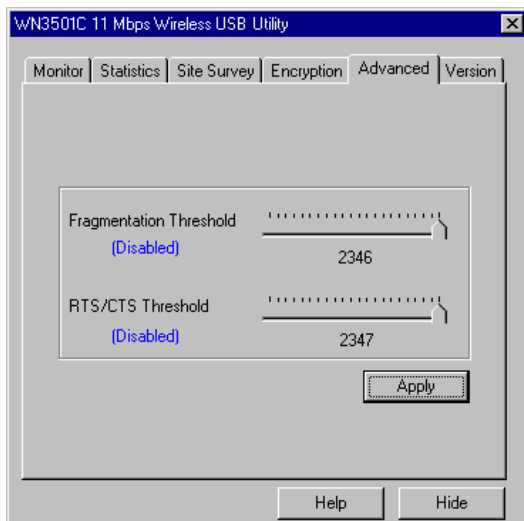 WN3501C 11 Mbps Wireless USB Utility
Monitor Statistics Site Survey Encryption Advanced Version
Fragmentation Threshold
(Disabled)
2346
RTS/CTS Threshold
(Disabled)
2347
Apply
Help Hide